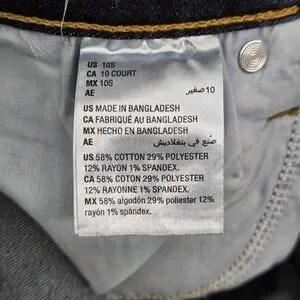 US 10S
CA 10 COURT
MX 10S
AE 10 صغير
US MADE IN BANGLADESH
CA FABRIQUÉ AU BANGLADESH
MX HECHO EN BANGLADESH
AE صنع في بنغلاديش
US 58% COTTON 29% POLYESTER
12% RAYON 1% SPANDEX.
CA 58% COTON 29% POLYESTER
12% RAYONNE 1% SPANDEX.
MX 58% algodón 29% poliester 12%
rayón 1% spandex.